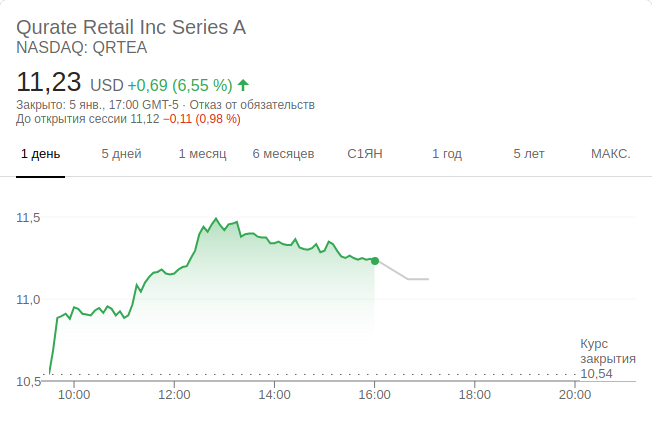 Qurate Retail Inc Series A
NASDAQ: QRTEA
11,23 USD +0,69 (6,55 %)
Закрыто: 5 янв., 17:00 GMT-5 · Отказ от обязательств
До открытия сессии 11,12 −0,11 (0,98 %)
1 день 5 дней 1 месяц 6 месяцев С1ЯН 1 год 5 лет МАКС.
11,5
11,0
Курс
закрытия
10,54
10,5
10:00 12:00 14:00 16:00 18:00 20:00